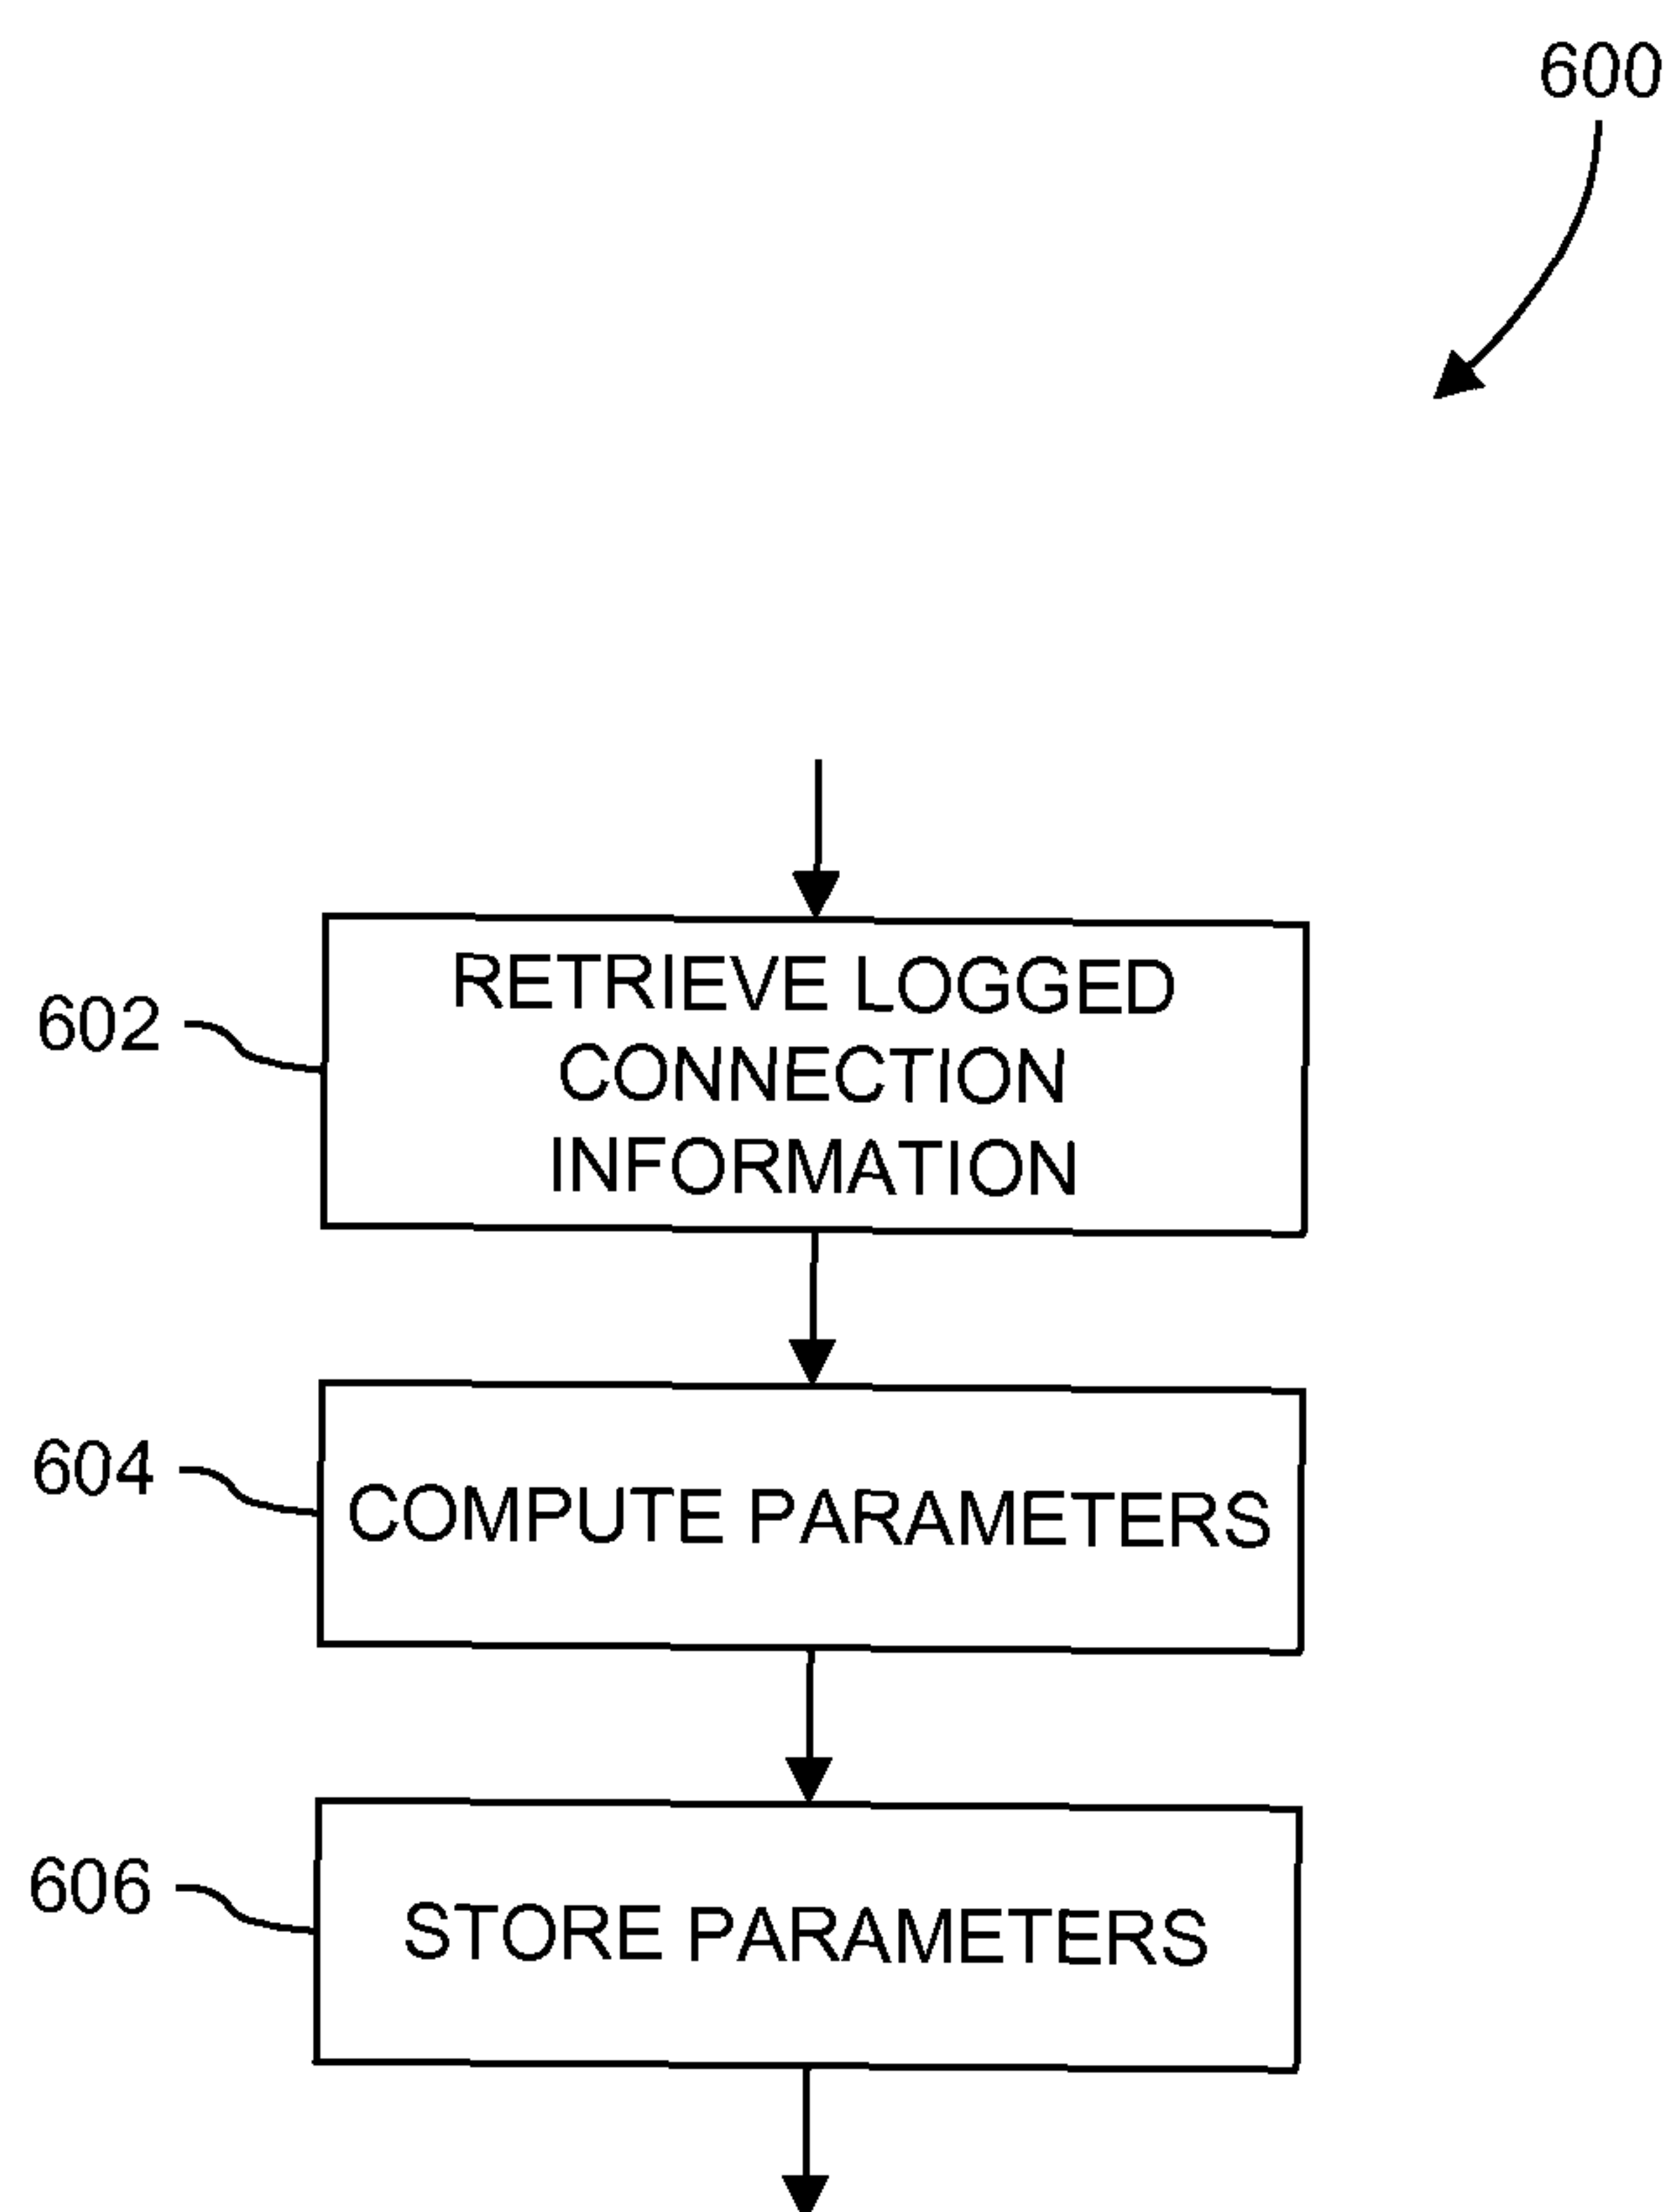 600
602
RETRIEVE LOGGED
CONNECTION
INFORMATION
604
COMPUTE PARAMETERS
606
STORE PARAMETERS